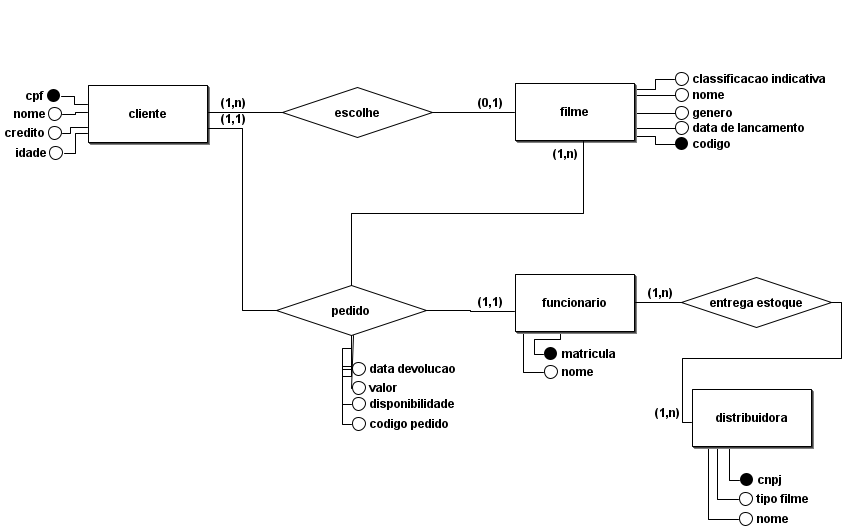 cpf
nome
credito
idade
cliente
(1,n)
(1,1)
escolhe
(0,1)
filme
(1,n)
classificacao indicativa
nome
genero
data de lancamento
codigo
pedido
data devolucao
valor
disponibilidade
codigo pedido
(1,1)
funcionario
matricula
nome
(1,n)
entrega estoque
(1,n)
distribuidora
cnpj
tipo filme
nome